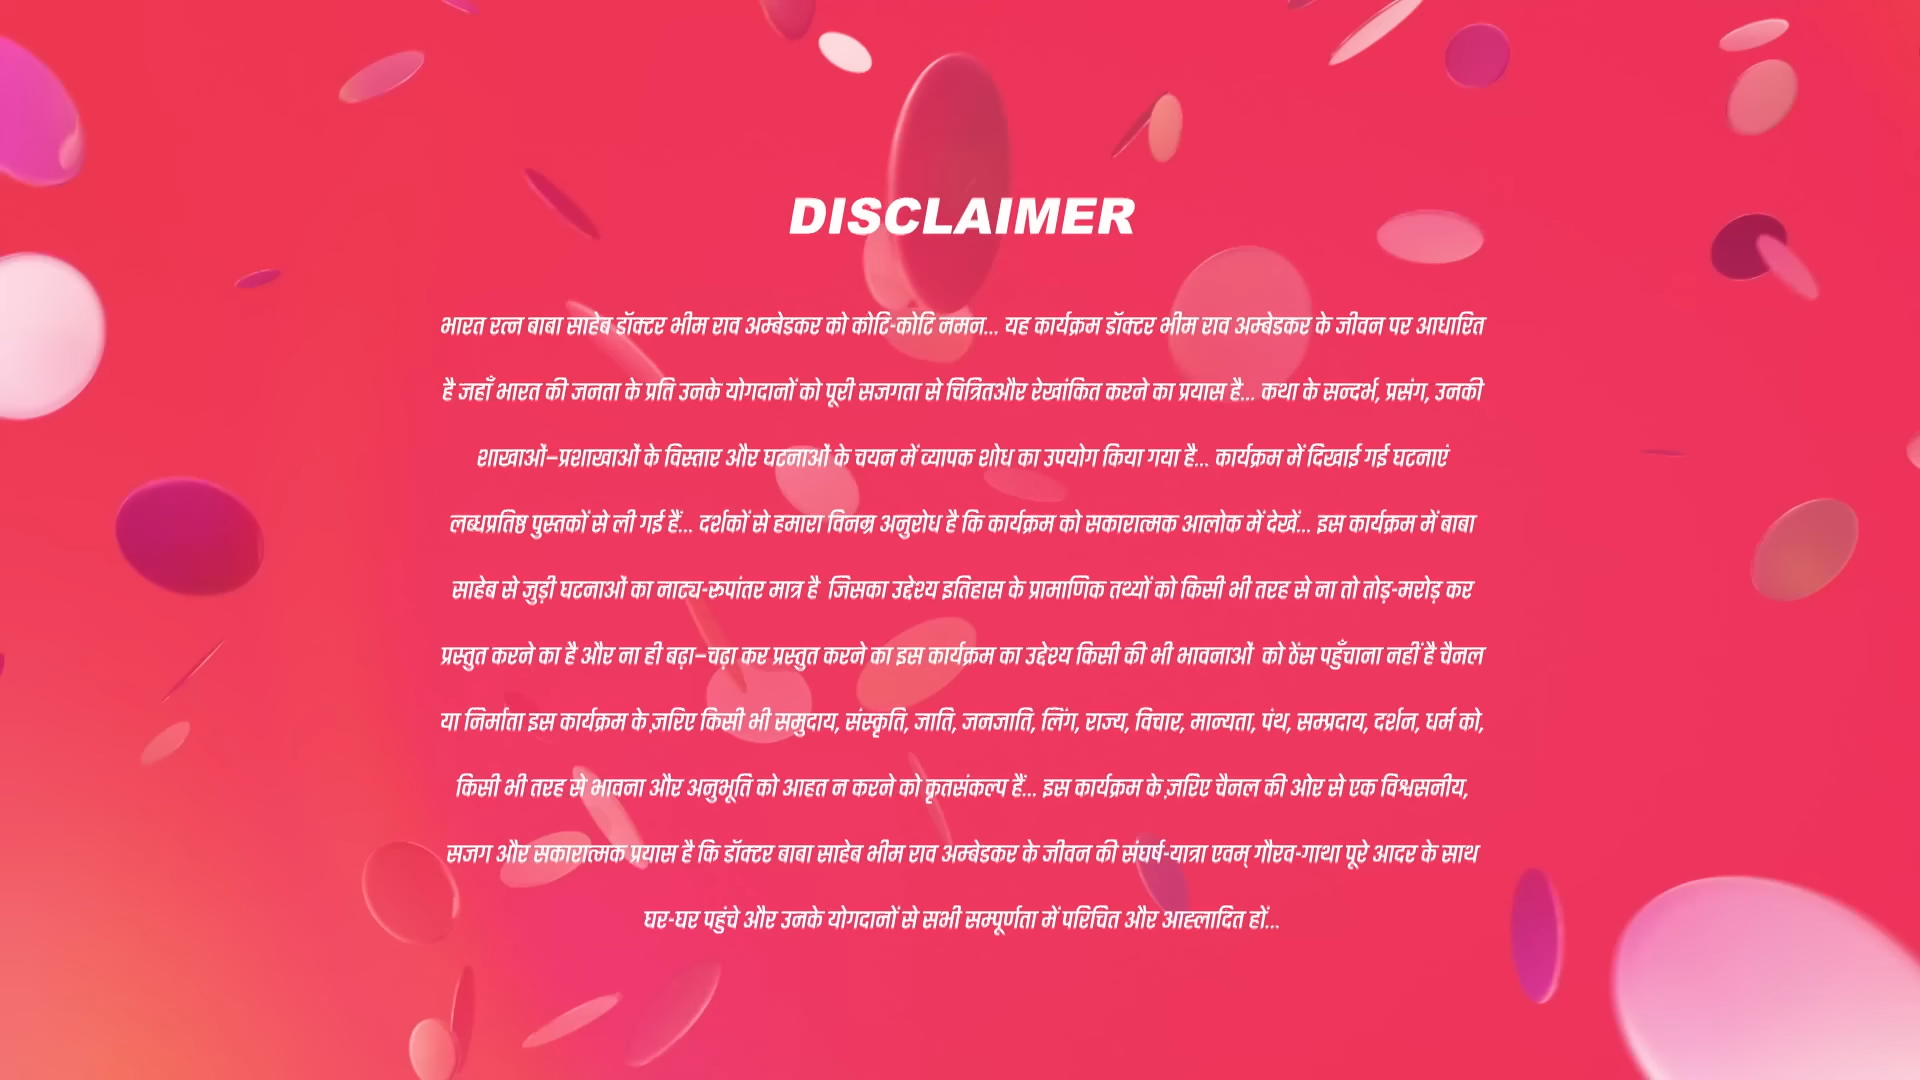 DISCLAIMER
भारत रत्न बाबा साहेब डॉक्टर भीम राव अम्बेडकर को कोटि-कोटि नमन... यह कार्यक्रम डॉक्टर भीम राव अम्बेडकर के जीवन पर आधारित
है जहाँ भारत की जनता के प्रति उनके योगदानों को पूरी सजगता से चित्रितऔर रेखांकित करने का प्रयास है... कथा के सन्दर्भ, प्रसंग, उनकी
शाखाओं–प्रशाखाओं के विस्तार और घटनाओं के चयन में व्यापक शोध का उपयोग किया गया है... कार्यक्रम में दिखाई गई घटनाएं
लब्धप्रतिष्ठ पुस्तकों से ली गई हैं... दर्शकों से हमारा विनम्र अनुरोध है कि कार्यक्रम को सकारात्मक आलोक में देखें... इस कार्यक्रम में बाबा
साहेब से जुड़ी घटनाओं का नाट्य-रुपांतर मात्र है जिसका उद्देश्य इतिहास के प्रामाणिक तथ्यों को किसी भी तरह से ना तो तोड़-मरोड़ कर
प्रस्तुत करने का है और ना ही बढ़ा–चढ़ा कर प्रस्तुत करने का इस कार्यक्रम का उद्देश्य किसी की भी भावनाओं को ठेंस पहुँचाना नहीं है चैनल
या निर्माता इस कार्यक्रम के ज़रिए किसी भी समुदाय, संस्कृति, जाति, जनजाति, लिंग, राज्य, विचार, मान्यता, पंथ, सम्प्रदाय, दर्शन, धर्म को,
किसी भी तरह से भावना और अनुभूति को आहत न करने को कृतसंकल्प हैं... इस कार्यक्रम के ज़रिए चैनल की ओर से एक विश्वसनीय,
सजग और सकारात्मक प्रयास है कि डॉक्टर बाबा साहेब भीम राव अम्बेडकर के जीवन की संघर्ष-यात्रा एवम् गौरव-गाथा पूरे आदर के साथ
घर-घर पहुंचे और उनके योगदानों से सभी सम्पूर्णता में परिचित और आह्लादित हों...